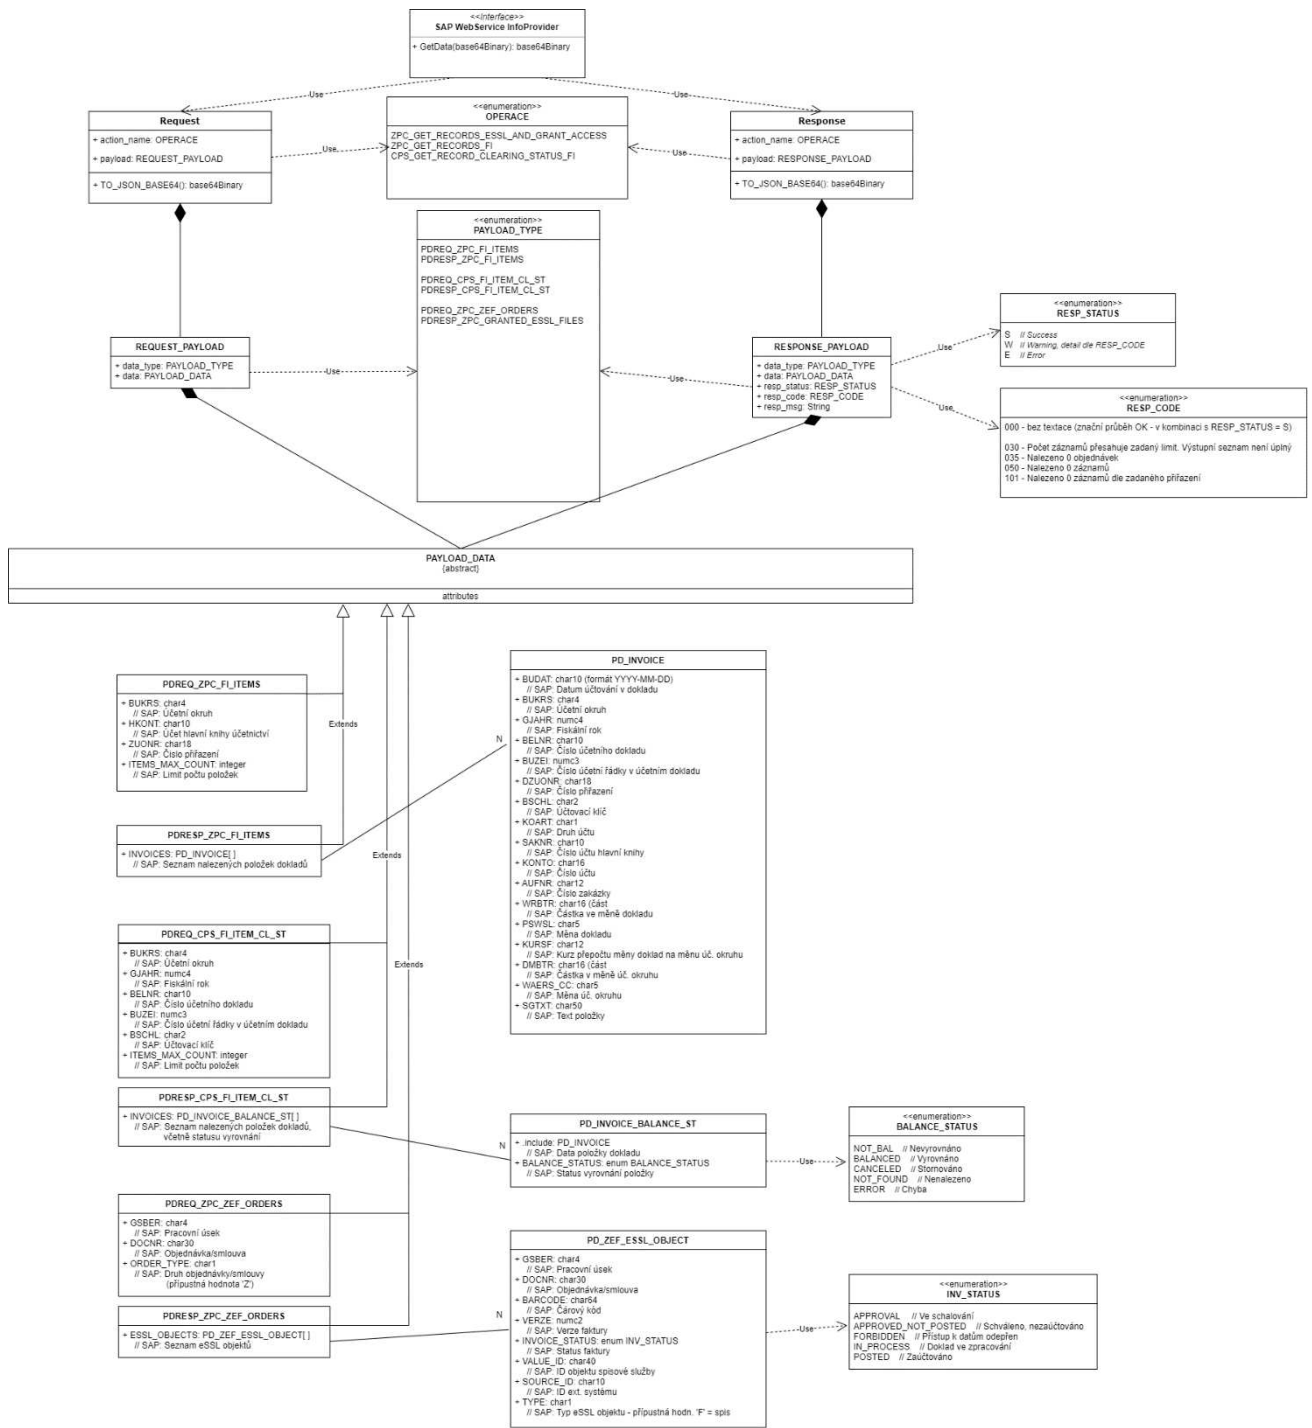 <<interface>>
SAP WebService InfoProvider
+ GetData(base64Binary): base64Binary
Use
Use
Request
+ action_name: OPERACE
+ payload: REQUEST_PAYLOAD
+ TO_JSON_BASE64(): base64Binary
Use
<<enumeration>>
OPERACE
ZPC_GET_RECORDS_ESSL_AND_GRANT_ACCESS
ZPC_GET_RECORDS_FI
CPS_GET_RECORD_CLEARING_STATUS_FI
Use
Response
+ action_name: OPERACE
+ payload: RESPONSE_PAYLOAD
+ TO_JSON_BASE64(): base64Binary
<<enumeration>>
PAYLOAD_TYPE
PDREQ_ZPC_FI_ITEMS
PDRESP_ZPC_FI_ITEMS
PDREQ_CPS_FI_ITEM_CL_ST
PDRESP_CPS_FI_ITEM_CL_ST
PDREQ_ZPC_ZEF_ORDERS
PDRESP_ZPC_GRANTED_ESSL_FILES
REQUEST_PAYLOAD
+ data_type: PAYLOAD_TYPE
+ data: PAYLOAD_DATA
Use
Use
RESPONSE_PAYLOAD
+ data_type: PAYLOAD_TYPE
+ data: PAYLOAD_DATA
+ resp_status: RESP_STATUS
+ resp_code: RESP_CODE
+ resp_msg: String
Use
Use
<<enumeration>>
RESP_STATUS
S // Success
W // Warning, detail dle RESP_CODE
E // Error
<<enumeration>>
RESP_CODE
000 - bez textace (znační průběh OK - v kombinaci s RESP_STATUS = S)
030 - Počet záznamů přesahuje zadaný limit. Výstupní seznam není úplný
035 - Nalezeno 0 objednávek
050 - Nalezeno 0 záznamů
101 - Nalezeno 0 záznamů dle zadaného přiřazení
PAYLOAD_DATA
{abstract}
attributes
PDREQ_ZPC_FI_ITEMS
+ BUKRS: char4
// SAP: Účetní okruh
+ HKONT: char10
// SAP: Účet hlavní knihy účetnictví
+ ZUONR: char18
// SAP: Číslo přiřazení
+ ITEMS_MAX_COUNT: integer
// SAP: Limit počtu položek
Extends
PDRESP_ZPC_FI_ITEMS
+ INVOICES: PD_INVOICE[ ]
// SAP: Seznam nalezených položek dokladů
N
Extends
PD_INVOICE
+ BUDAT: char10 (formát YYYY-MM-DD)
// SAP: Datum účtování v dokladu
+ BUKRS: char4
// SAP: Účetní okruh
+ GJAHR: numc4
// SAP: Fiskální rok
+ BELNR: char10
// SAP: Číslo účetního dokladu
+ BUZEI: numc3
// SAP: Číslo účetní řádky v účetním dokladu
+ DZUONR: char18
// SAP: Číslo přiřazení
+ BSCHL: char2
// SAP: Účtovací klíč
+ KOART: char1
// SAP: Druh účtu
+ SAKNR: char10
// SAP: Číslo účtu hlavní knihy
+ KONTO: char16
// SAP: Číslo účtu
+ AUFNR: char12
// SAP: Číslo zakázky
+ WRBTR: char16 (část
// SAP: Částka ve měně dokladu
+ PSWSL: char5
// SAP: Měna dokladu
+ KURSF: char12
// SAP: Kurz přepočtu měny doklad na měnu úč. okruhu
+ DMBTR: char16 (část
// SAP: Částka v měně úč. okruhu
+ WAERS_CC: char5
// SAP: Měna úč. okruhu
+ SGTXT: char50
// SAP: Text položky
PDREQ_CPS_FI_ITEM_CL_ST
+ BUKRS: char4
// SAP: Účetní okruh
+ GJAHR: numc4
// SAP: Fiskální rok
+ BELNR: char10
// SAP: Číslo účetního dokladu
+ BUZEI: numc3
// SAP: Číslo účetní řádky v účetním dokladu
+ BSCHL: char2
// SAP: Účtovací klíč
+ ITEMS_MAX_COUNT: integer
// SAP: Limit počtu položek
Extends
PDRESP_CPS_FI_ITEM_CL_ST
+ INVOICES: PD_INVOICE_BALANCE_ST[ ]
// SAP: Seznam nalezených položek dokladů,
včetně statusu vyrovnání
N
PD_INVOICE_BALANCE_ST
+ .include: PD_INVOICE
// SAP: Data položky dokladu
+ BALANCE_STATUS: enum BALANCE_STATUS
// SAP: Status vyrovnání položky
Use
<<enumeration>>
BALANCE_STATUS
NOT_BAL // Nevyrovnáno
BALANCED // Vyrovnáno
CANCELED // Stornováno
NOT_FOUND // Nenalezeno
ERROR // Chyba
PDREQ_ZPC_ZEF_ORDERS
+ GSBER: char4
// SAP: Pracovní úsek
+ DOCNR: char30
// SAP: Objednávka/smlouva
+ ORDER_TYPE: char1
// SAP: Druh objednávky/smlouvy
(přípustná hodnota 'Z')
PDRESP_ZPC_ZEF_ORDERS
+ ESSL_OBJECTS: PD_ZEF_ESSL_OBJECT[ ]
// SAP: Seznam eSSL objektů
N
PD_ZEF_ESSL_OBJECT
+ GSBER: char4
// SAP: Pracovní úsek
+ DOCNR: char30
// SAP: Objednávka/smlouva
+ BARCODE: char64
// SAP: Čárový kód
+ VERZE: numc2
// SAP: Verze faktury
+ INVOICE_STATUS: enum INV_STATUS
// SAP: Status faktury
+ VALUE_ID: char40
// SAP: ID objektu spisové služby
+ SOURCE_ID: char10
// SAP: ID ext. systému
+ TYPE: char1
// SAP: Typ eSSL objektu - přípustná hodn. 'F' = spis
Use
<<enumeration>>
INV_STATUS
APPROVAL // Ve schalování
APPROVED_NOT_POSTED // Schváleno, nezaúčtováno
FORBIDDEN // Přístup k datům odepřen
IN_PROCESS // Doklad ve zpracování
POSTED // Zaúčtováno